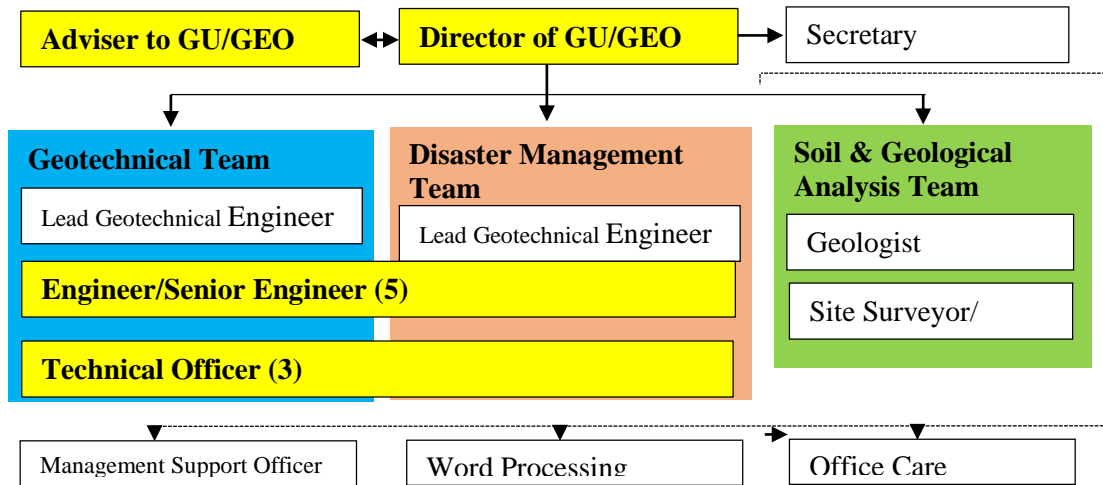 Adviser to GU/GEO
Director of GU/GEO
Secretary
Geotechnical Team
Lead Geotechnical Engineer
Disaster Management
Team
Lead Geotechnical Engineer
Soil & Geological
Analysis Team
Geologist
Site Surveyor/
Engineer/Senior Engineer (5)
Technical Officer (3)
Management Support Officer
Word Processing
Office Care